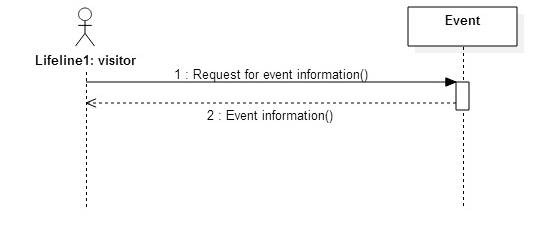 Event
Lifeline1: visitor
1 : Request for event information()
2 : Event information()